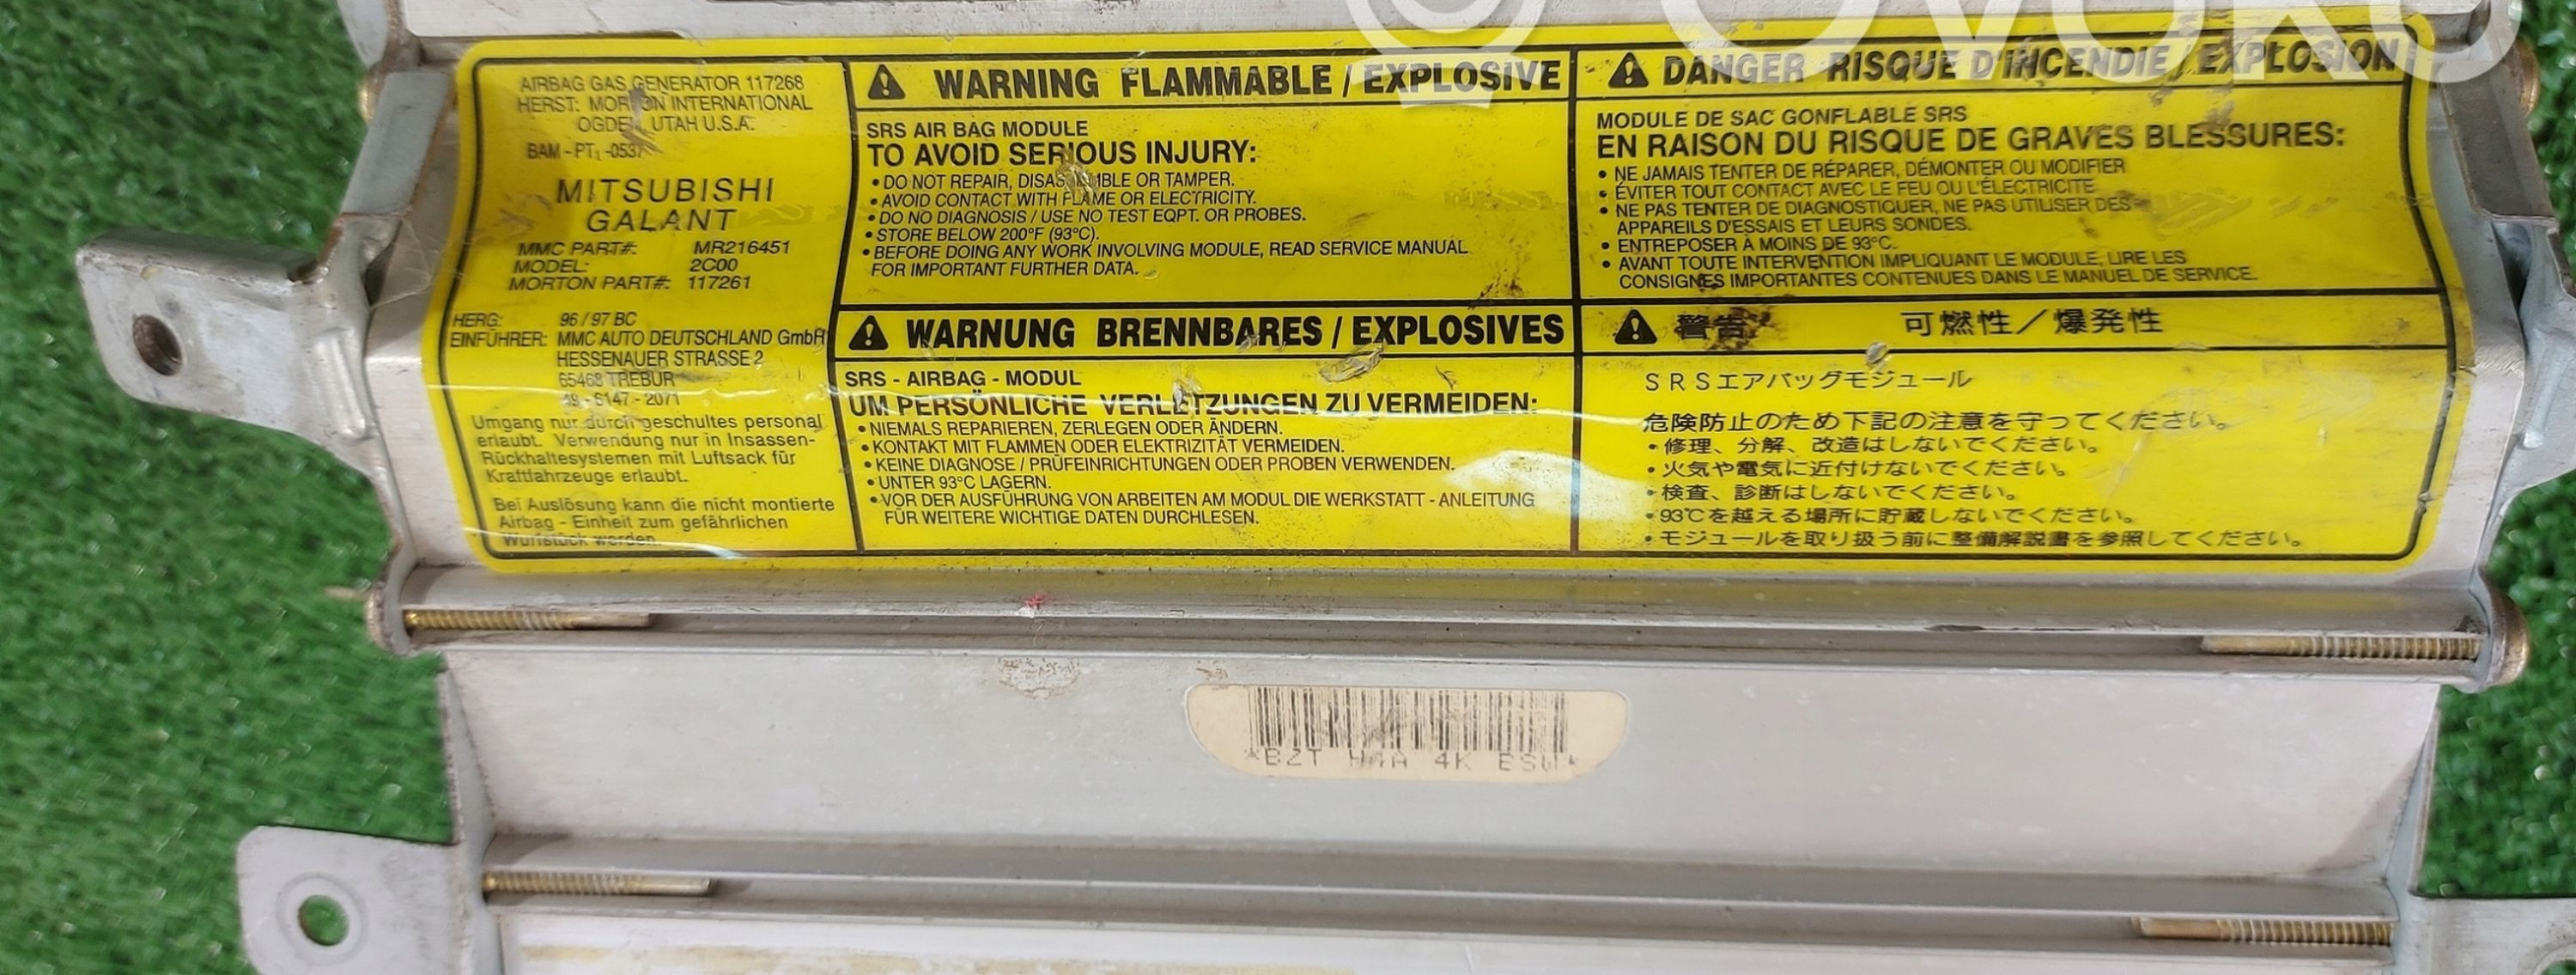 AIRBAG GAS GENERATOR 117268
HERST: MORTON INTERNATIONAL
OGDEN, UTAH U.S.A.
BAM - PT₁ -0537
MITSUBISHI
GALANT
MMC PART#: MR216451
MODEL: 2C00
MORTON PART#: 117261
HERG: 96 / 97 BC
EINFÜHRER: MMC AUTO DEUTSCHLAND GmbH
HESSENAUER STRASSE 2
65468 TREBUR
49 - 6147 - 2071
Umgang nur durch geschultes personal
erlaubt. Verwendung nur in Insassen-
Rückhaltesystemen mit Luftsack für
Kraftfahrzeuge erlaubt.
Bei Auslösung kann die nicht montierte
Airbag - Einheit zum gefährlichen
Wurfstück werden.
WARNING FLAMMABLE / EXPLOSIVE
SRS AIR BAG MODULE
TO AVOID SERIOUS INJURY:
• DO NOT REPAIR, DISASSEMBLE OR TAMPER.
• AVOID CONTACT WITH FLAME OR ELECTRICITY.
• DO NO DIAGNOSIS / USE NO TEST EQPT. OR PROBES.
• STORE BELOW 200°F (93°C).
• BEFORE DOING ANY WORK INVOLVING MODULE, READ SERVICE MANUAL
FOR IMPORTANT FURTHER DATA.
DANGER RISQUE D'INCENDIE / EXPLOSION
MODULE DE SAC GONFLABLE SRS
EN RAISON DU RISQUE DE GRAVES BLESSURES:
• NE JAMAIS TENTER DE RÉPARER, DÉMONTER OU MODIFIER
• ÉVITER TOUT CONTACT AVEC LE FEU OU L'ÉLECTRICITE
• NE PAS TENTER DE DIAGNOSTIQUER, NE PAS UTILISER DES
APPAREILS D'ESSAIS ET LEURS SONDES.
• ENTREPOSER À MOINS DE 93°C.
• AVANT TOUTE INTERVENTION IMPLIQUANT LE MODULE, LIRE LES
CONSIGNES IMPORTANTES CONTENUES DANS LE MANUEL DE SERVICE.
WARNUNG BRENNBARES / EXPLOSIVES
SRS - AIRBAG - MODUL
UM PERSÖNLICHE VERLETZUNGEN ZU VERMEIDEN:
• NIEMALS REPARIEREN, ZERLEGEN ODER ÄNDERN.
• KONTAKT MIT FLAMMEN ODER ELEKTRIZITÄT VERMEIDEN.
• KEINE DIAGNOSE / PRÜFEINRICHTUNGEN ODER PROBEN VERWENDEN.
• UNTER 93°C LAGERN.
• VOR DER AUSFÜHRUNG VON ARBEITEN AM MODUL DIE WERKSTATT - ANLEITUNG
FÜR WEITERE WICHTIGE DATEN DURCHLESEN.
警告 可燃性／爆発性
ＳＲＳエアバッグモジュール
危険防止のため下記の注意を守ってください。
・修理、分解、改造はしないでください。
・火気や電気に近付けないでください。
・検査、診断はしないでください。
・93℃を越える場所に貯蔵しないでください。
・モジュールを取り扱う前に整備解説書を参照してください。
*BZT H4A 4K